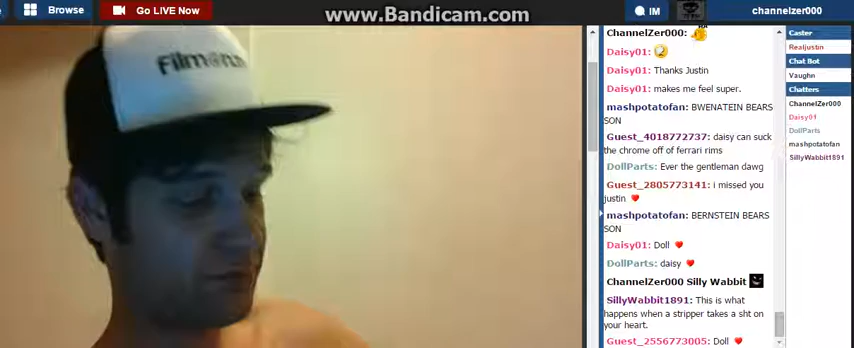 Browse
Go LIVE Now
www.Bandicam.com
IM
channelzer000
ChannelZer000:
Daisy01:
Daisy01: Thanks Justin
Daisy01: makes me feel super.
mashpotatofan: BWENATEIN BEARS
SON
Guest_4018772737: daisy can suck
the chrome off of ferrari rims
DollParts: Ever the gentleman dawg
Guest_2805773141: i missed you
justin
mashpotatofan: BERNSTEIN BEARS
SON
Daisy01: Doll
DollParts: daisy
ChannelZer000 Silly Wabbit
SillyWabbit1891: This is what
happens when a stripper takes a sht on
your heart.
Guest_2556773005: Doll
Caster
Realjustin
Chat Bot
Vaughn
Chatters
ChannelZer000
Daisy01
DollParts
mashpotatofan
SillyWabbit1891